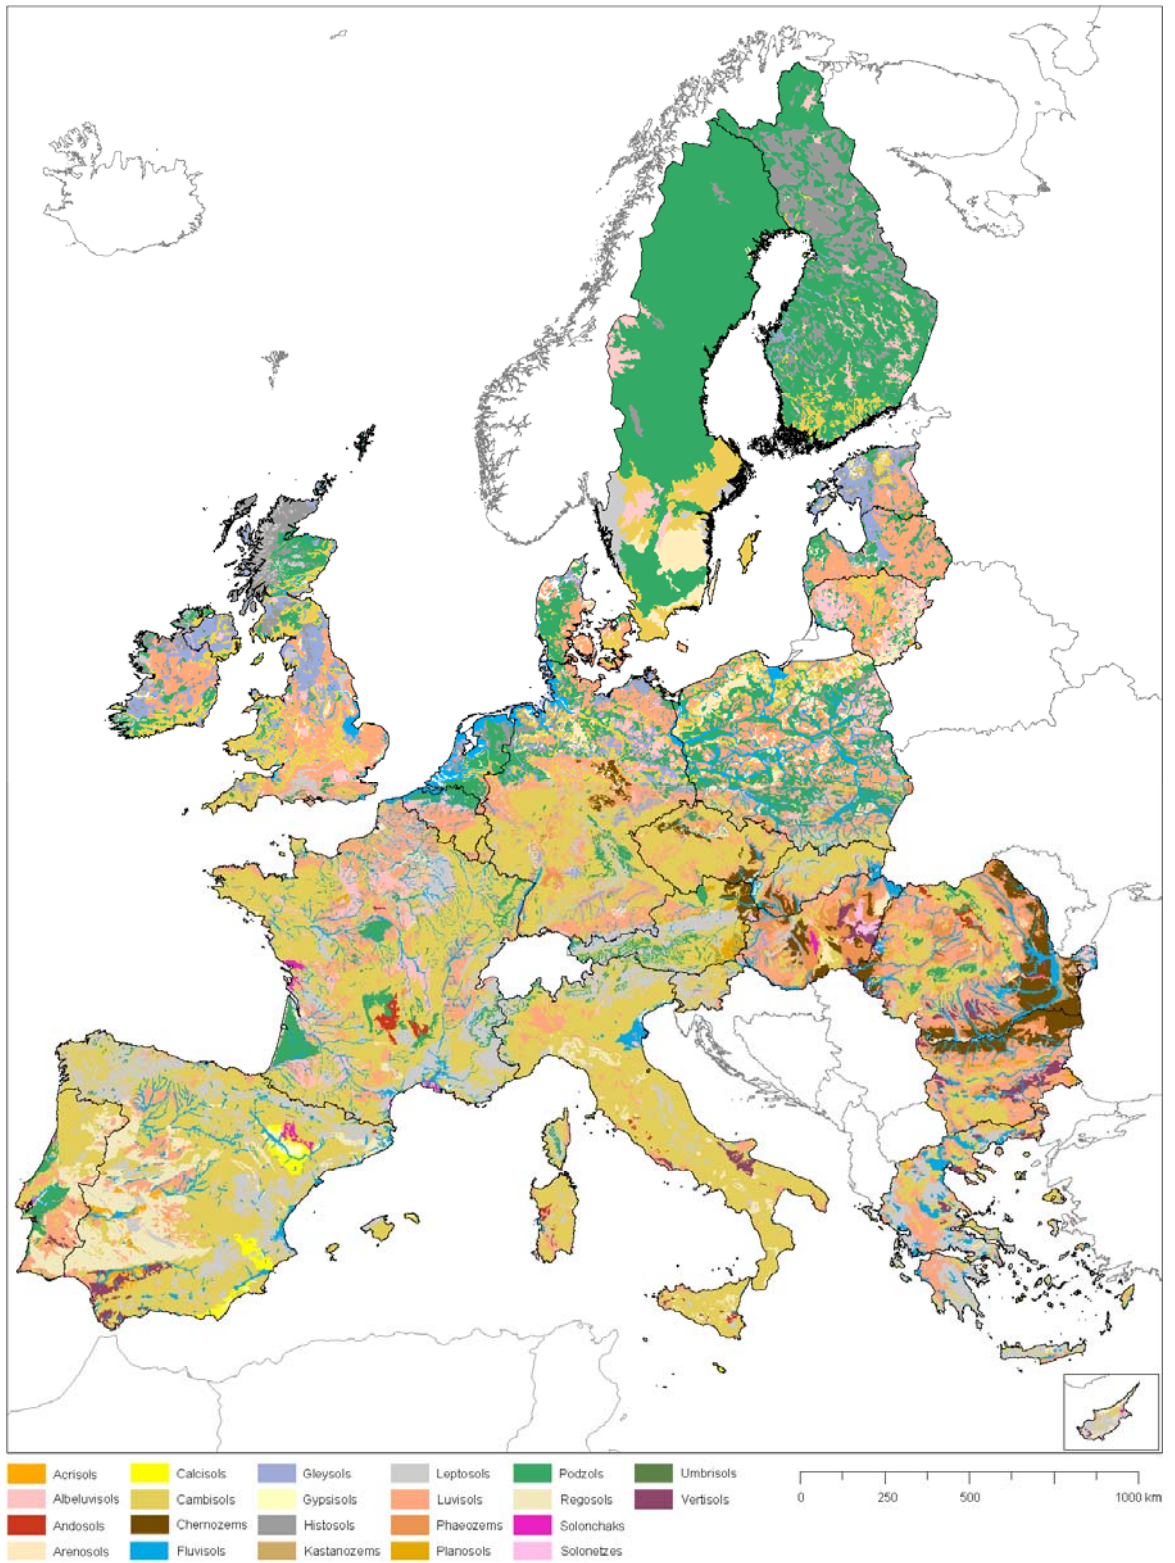 Acrisols Calcisols Gleysols Leptosols Podzols Umbrisols
Albeluvisols Cambisols Gypsisols Luvisols Regosols Vertisols
Andosols Chernozems Histosols Phaeozems Solonchaks
Arenosols Fluvisols Kastanozems Planosols Solonetzes
0 250 500 1000 km